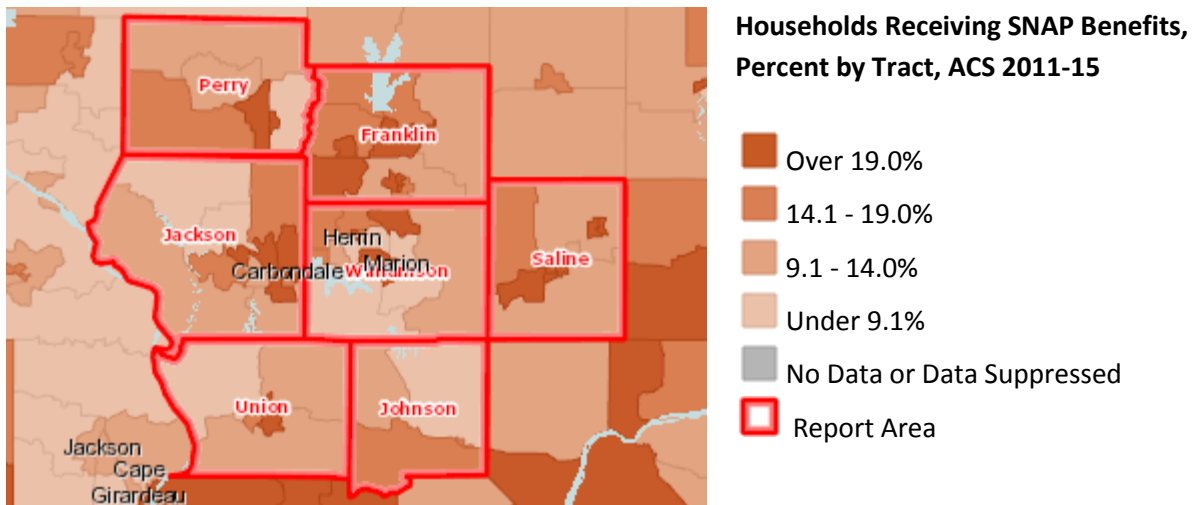 Households Receiving SNAP Benefits,
Percent by Tract, ACS 2011-15
Over 19.0%
14.1 - 19.0%
9.1 - 14.0%
Under 9.1%
No Data or Data Suppressed
Report Area
Perry
Franklin
Jackson
Herrin
Carbondale
Williamson
Marion
Saline
Union
Johnson
Jackson
Cape
Girardeau